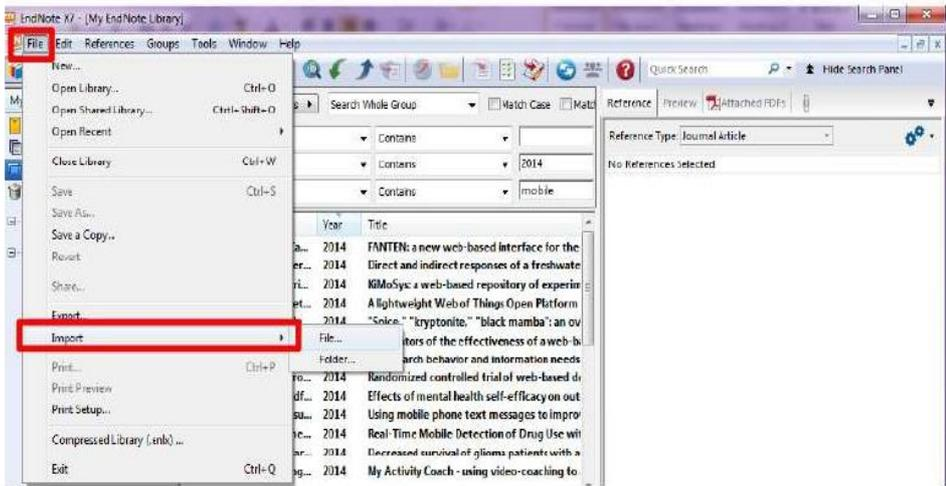 EndNote X7 - [My EndNote Library]
File Edit References Groups Tools Window Help
New...
Open Library... Ctrl+O
Open Shared Library... Ctrl+Shift+O
Open Recent
Close Library Ctrl+W
Save Ctrl+S
Save As...
Save a Copy...
Revert
Share...
Export...
Import
File...
Folder...
Print... Ctrl+P
Print Preview
Print Setup...
Compressed Library (.enlx) ...
Exit Ctrl+Q
Quick Search Hide Search Panel
Search Whole Group Match Case
Contains
Contains 2014
Contains mobile
Reference Preview Attached PDFs
Reference Type: Journal Article
No References Selected
Year Title
2014 FANTEN: a new web-based interface for the
2014 Direct and indirect responses of a freshwate
2014 KiMoSys: a web-based repository of experim
2014 A lightweight Web of Things Open Platform
2014 "Spice," "kryptonite," "black mamba": an ov
tors of the effectiveness of a web-b
arch behavior and information needs
2014 Randomized controlled trial of web-based d
2014 Effects of mental health self-efficacy on out
2014 Using mobile phone text messages to impro
2014 Real-Time Mobile Detection of Drug Use wit
2014 Decreased survival of glioma patients with a
2014 My Activity Coach - using video-coaching to